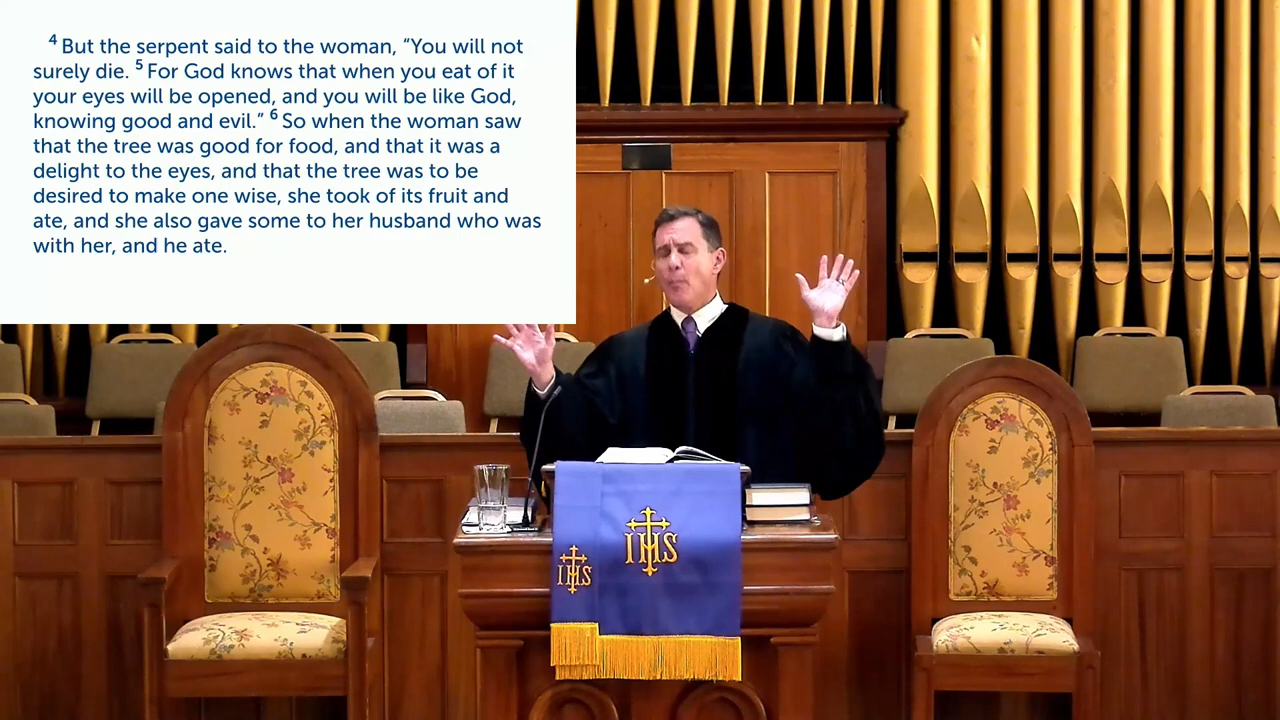 4 But the serpent said to the woman, “You will not
surely die. 5 For God knows that when you eat of it
your eyes will be opened, and you will be like God,
knowing good and evil.” 6 So when the woman saw
that the tree was good for food, and that it was a
delight to the eyes, and that the tree was to be
desired to make one wise, she took of its fruit and
ate, and she also gave some to her husband who was
with her, and he ate.
IHS
IHS